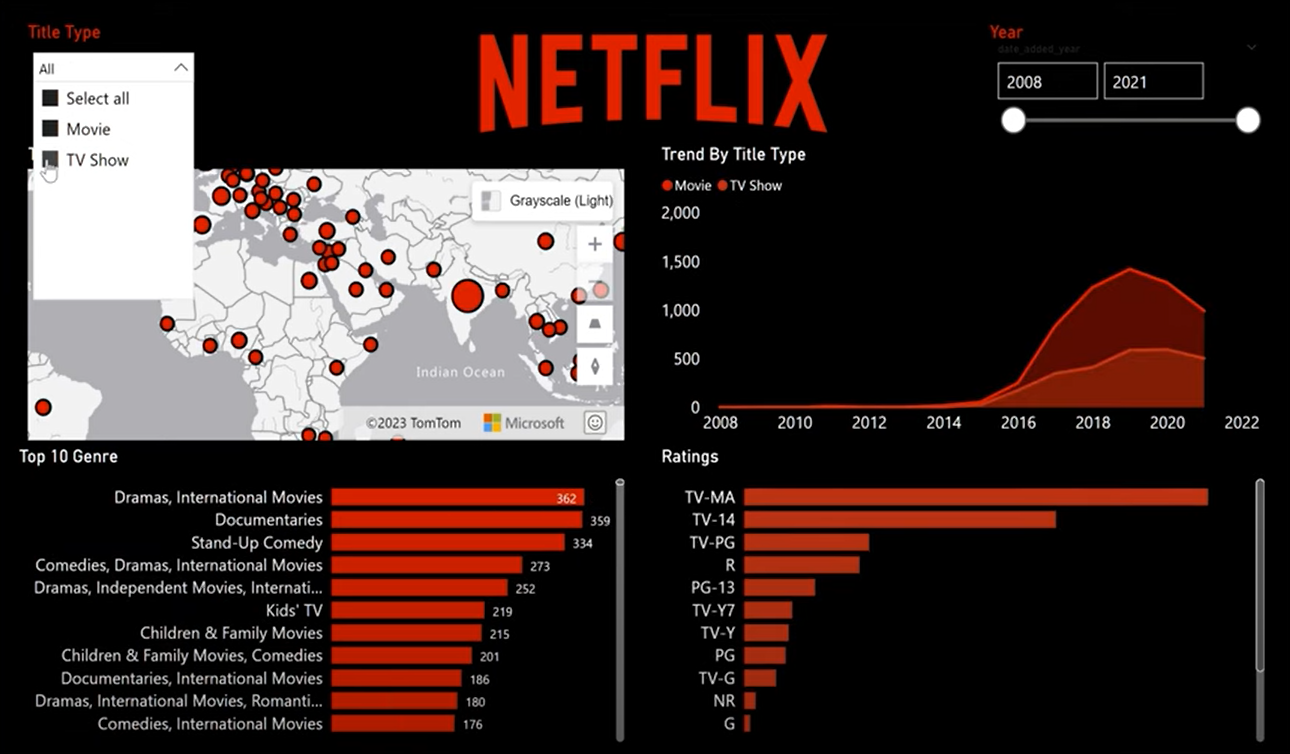 Title Type
All
Select all
Movie
TV Show
NETFLIX
Year
date_added_year
2008 2021
Grayscale (Light)
Indian Ocean
©2023 TomTom Microsoft
Trend By Title Type
Movie TV Show
2,000
1,500
1,000
500
0
2008 2010 2012 2014 2016 2018 2020 2022
Top 10 Genre
Dramas, International Movies 362
Documentaries 359
Stand-Up Comedy 334
Comedies, Dramas, International Movies 273
Dramas, Independent Movies, Internati... 252
Kids' TV 219
Children & Family Movies 215
Children & Family Movies, Comedies 201
Documentaries, International Movies 186
Dramas, International Movies, Romanti... 180
Comedies, International Movies 176
Ratings
TV-MA
TV-14
TV-PG
R
PG-13
TV-Y7
TV-Y
PG
TV-G
NR
G